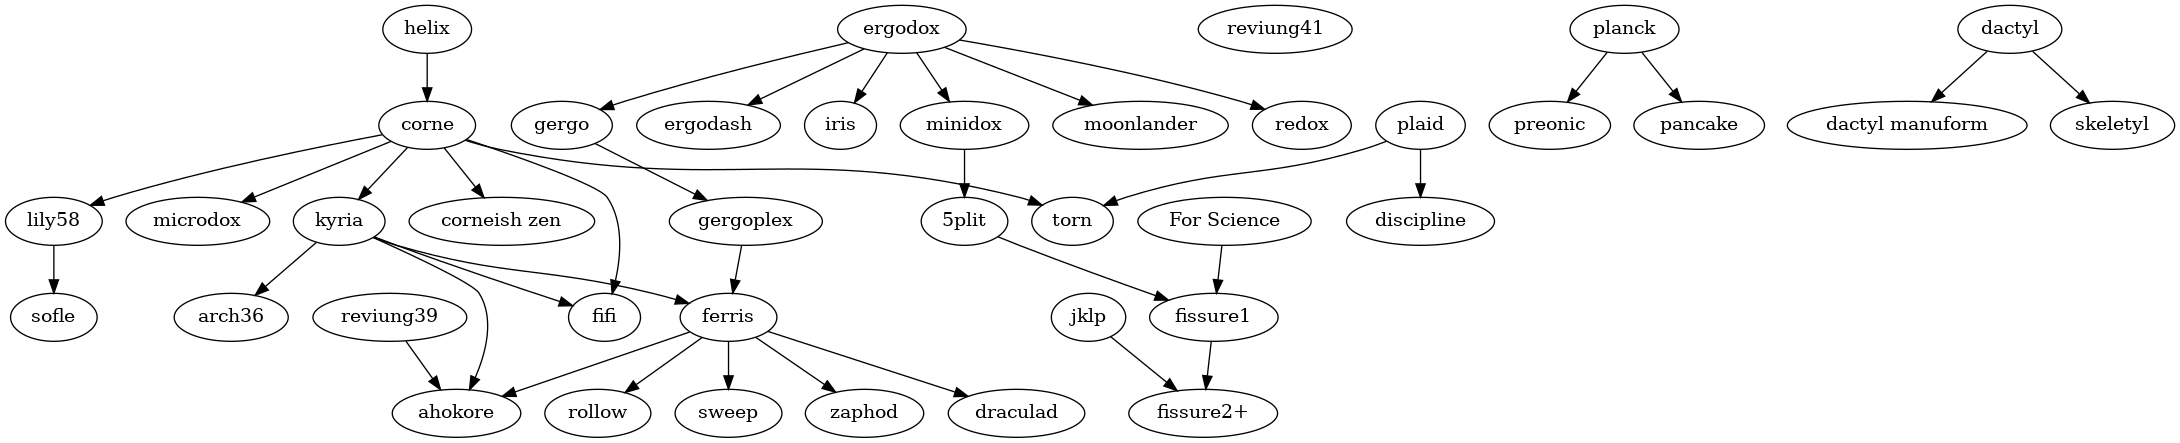 helix
ergodox
reviung41
planck
dactyl
corne
gergo
ergodash
iris
minidox
moonlander
redox
plaid
preonic
pancake
dactyl manuform
skeletyl
lily58
microdox
kyria
corneish zen
gergoplex
5plit
torn
For Science
discipline
sofle
arch36
reviung39
fifi
ferris
jklp
fissure1
ahokore
rollow
sweep
zaphod
draculad
fissure2+